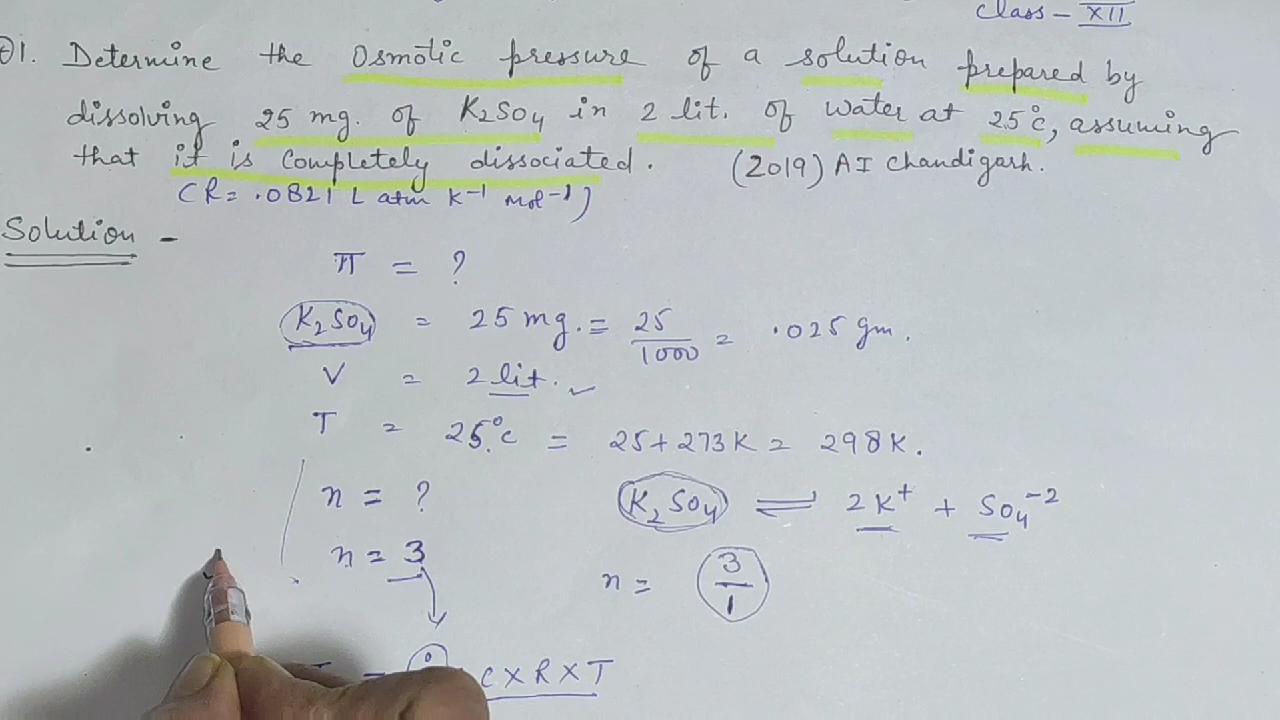 Class - XII
Q1. Determine the Osmotic pressure of a solution prepared by
dissolving 25 mg. of K2SO4 in 2 lit. of water at 25°C, assuming
that it is Completely dissociated. (2019) AI Chandigarh.
(R= .0821 L atm K-1 mol-1)
Solution -
π = ?
K2SO4 = 25 mg. = 25/1000 = .025 gm.
V = 2 lit.
T = 25°C = 25+273K = 298K.
n = ? K2SO4 ⇌ 2K+ + SO4-2
n = 3 n = 3/1
= i C X R X T